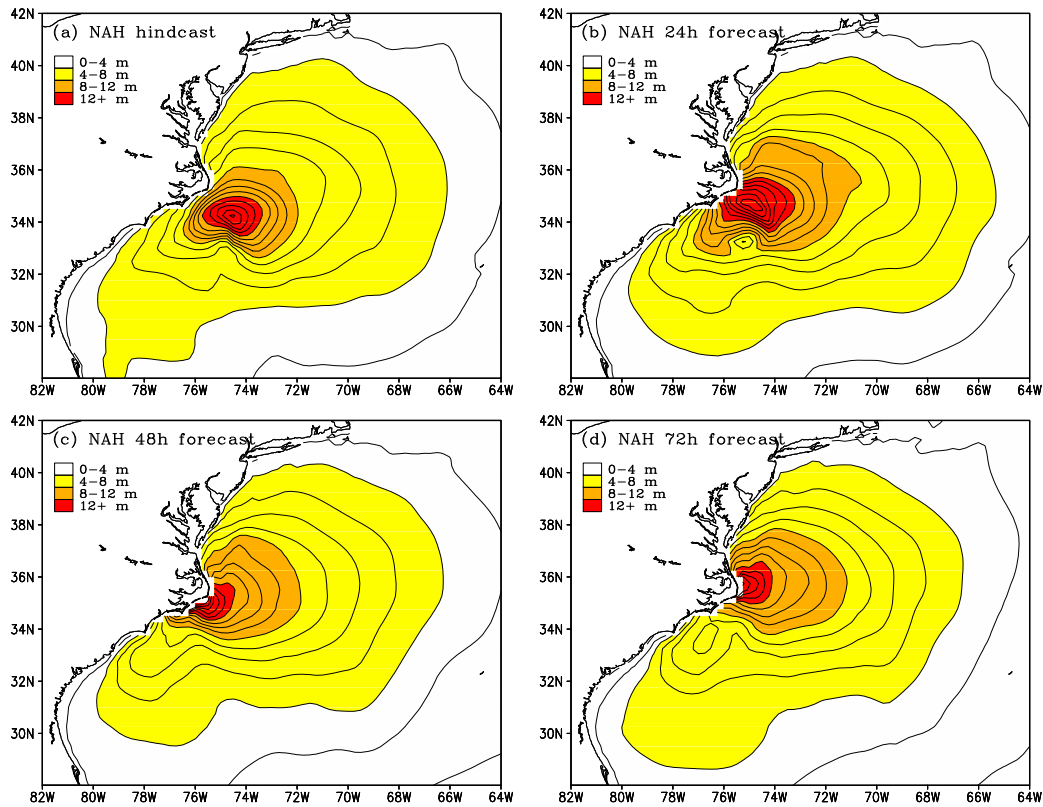 42N
(a) NAH hindcast
0-4 m
4-8 m
8-12 m
12+ m
40N
38N
36N
34N
32N
30N
82W 80W 78W 76W 74W 72W 70W 68W 66W 64W
42N
(b) NAH 24h forecast
0-4 m
4-8 m
8-12 m
12+ m
40N
38N
36N
34N
32N
30N
82W 80W 78W 76W 74W 72W 70W 68W 66W 64W
42N
(c) NAH 48h forecast
0-4 m
4-8 m
8-12 m
12+ m
40N
38N
36N
34N
32N
30N
82W 80W 78W 76W 74W 72W 70W 68W 66W 64W
42N
(d) NAH 72h forecast
0-4 m
4-8 m
8-12 m
12+ m
40N
38N
36N
34N
32N
30N
82W 80W 78W 76W 74W 72W 70W 68W 66W 64W